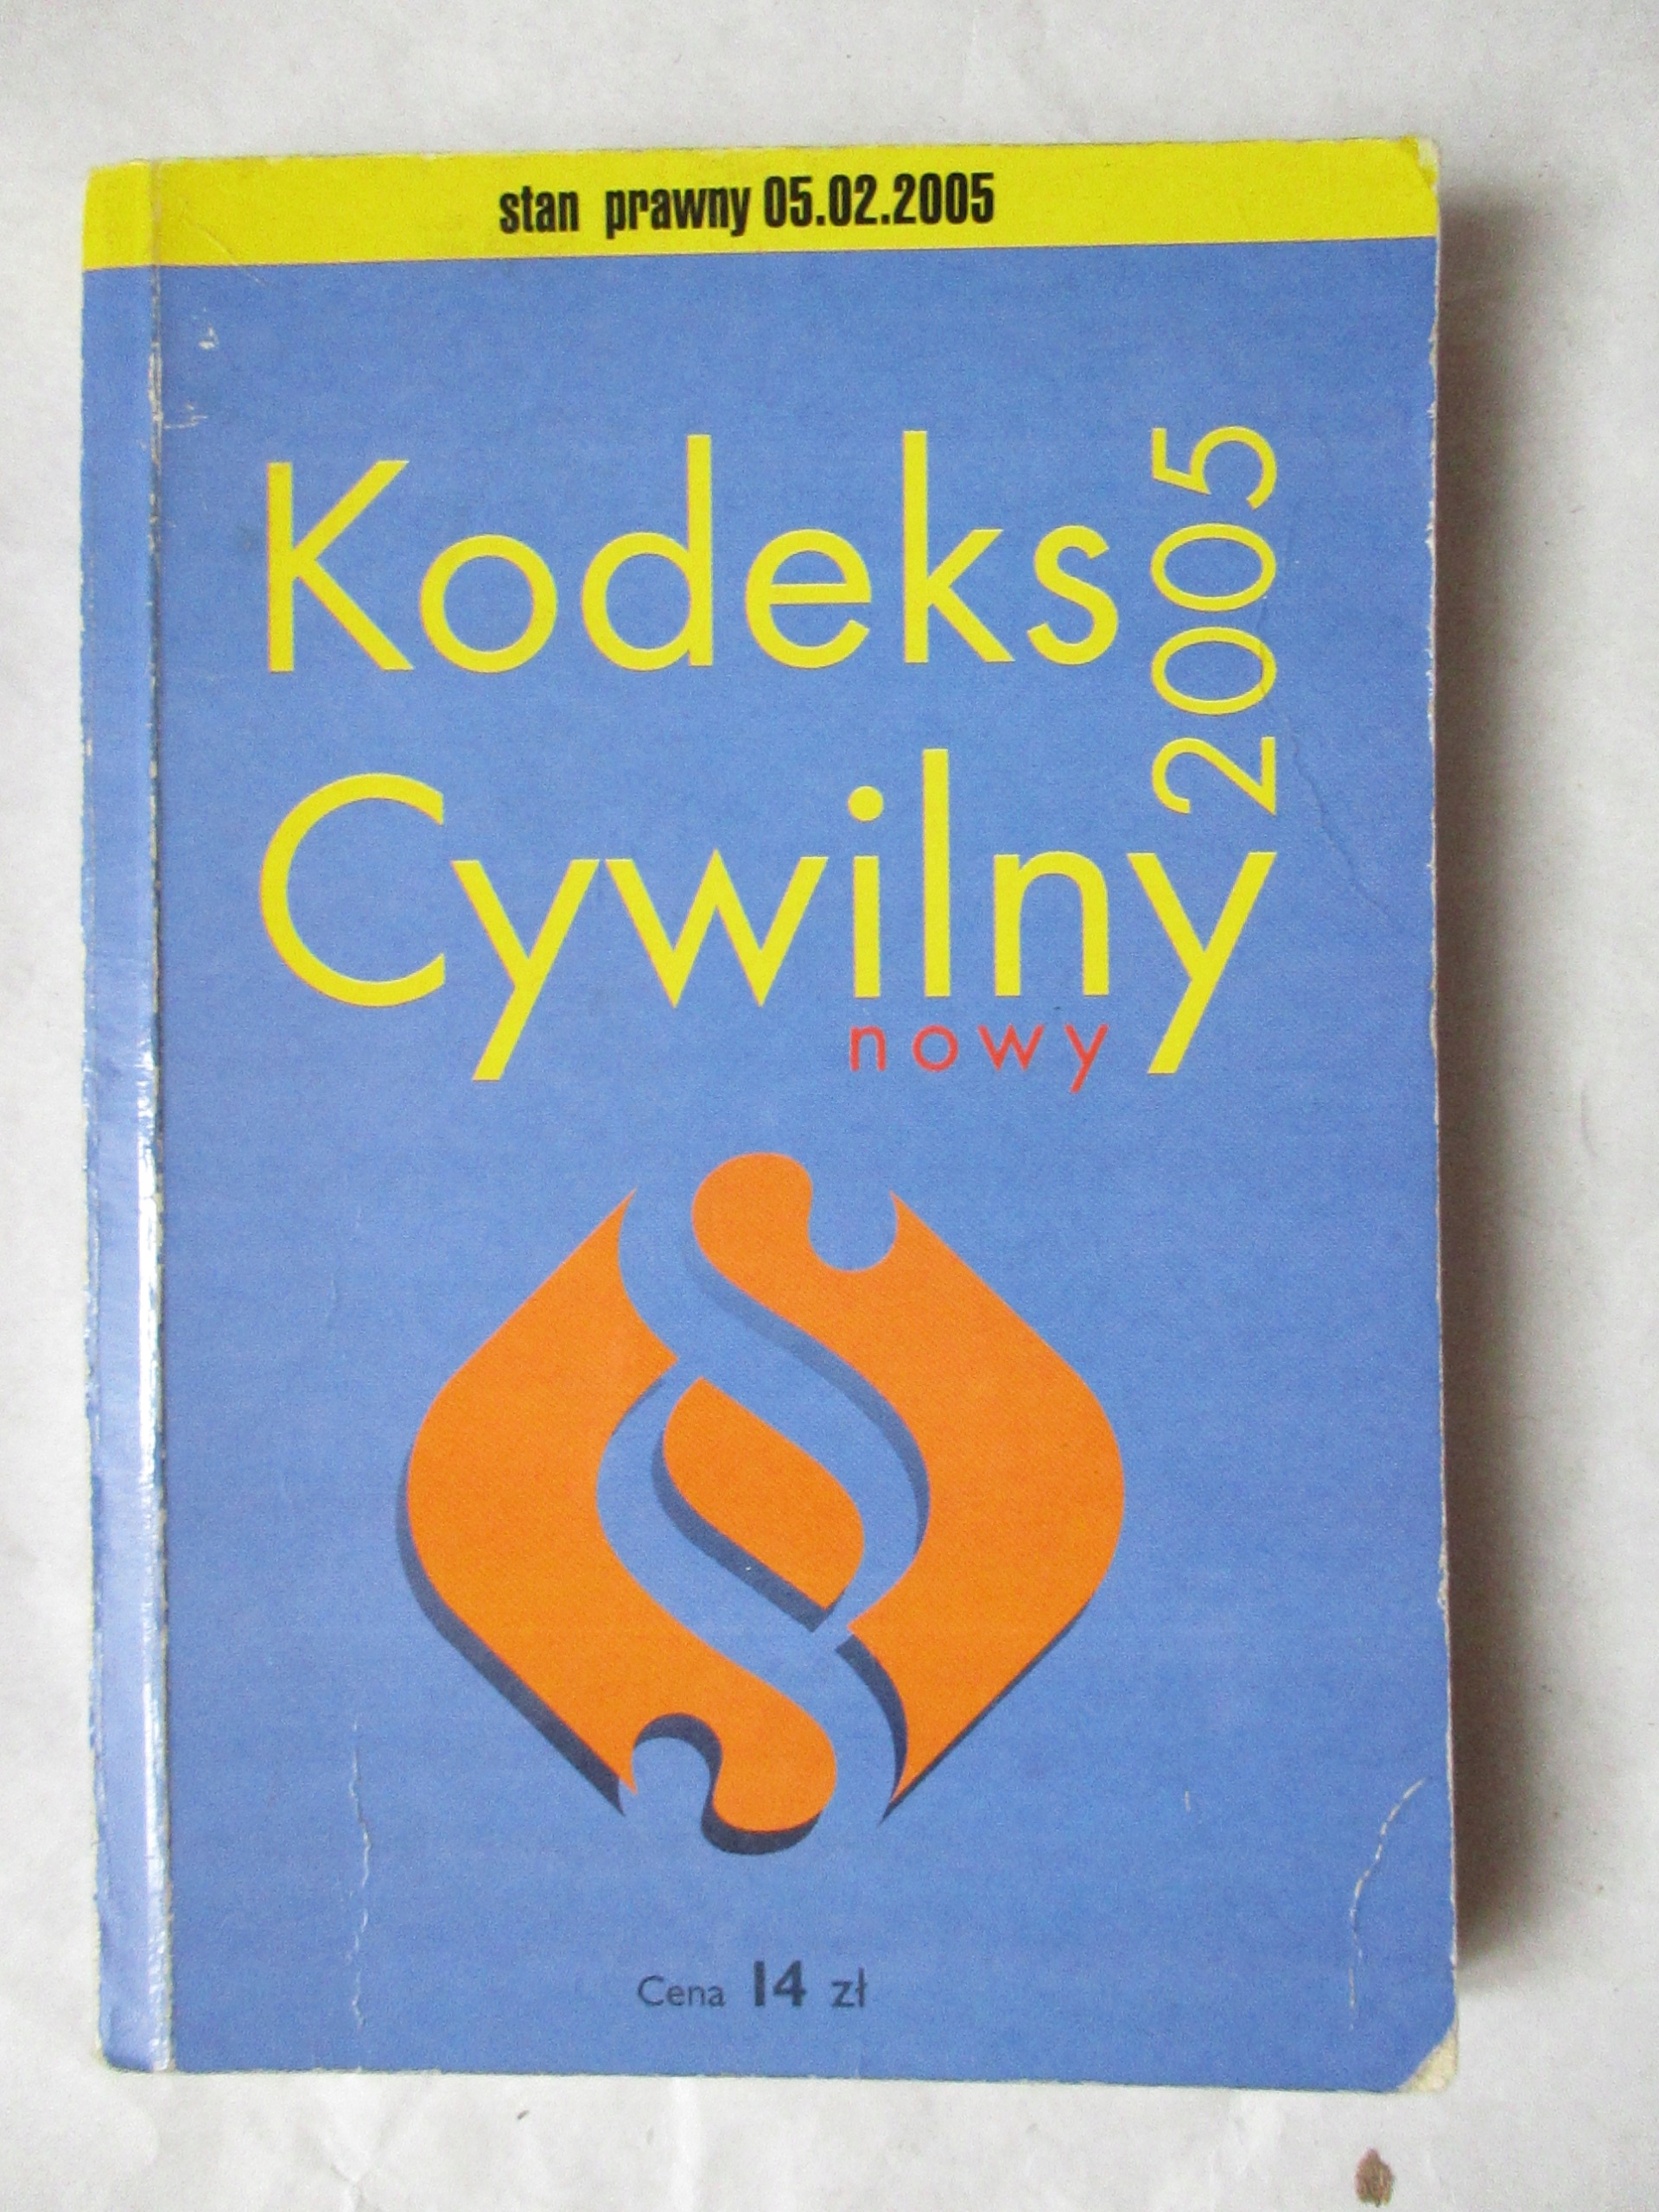 stan prawny 05.02.2005
Kodeks
2005
Cywilny
nowy
§
Cena 14 zł